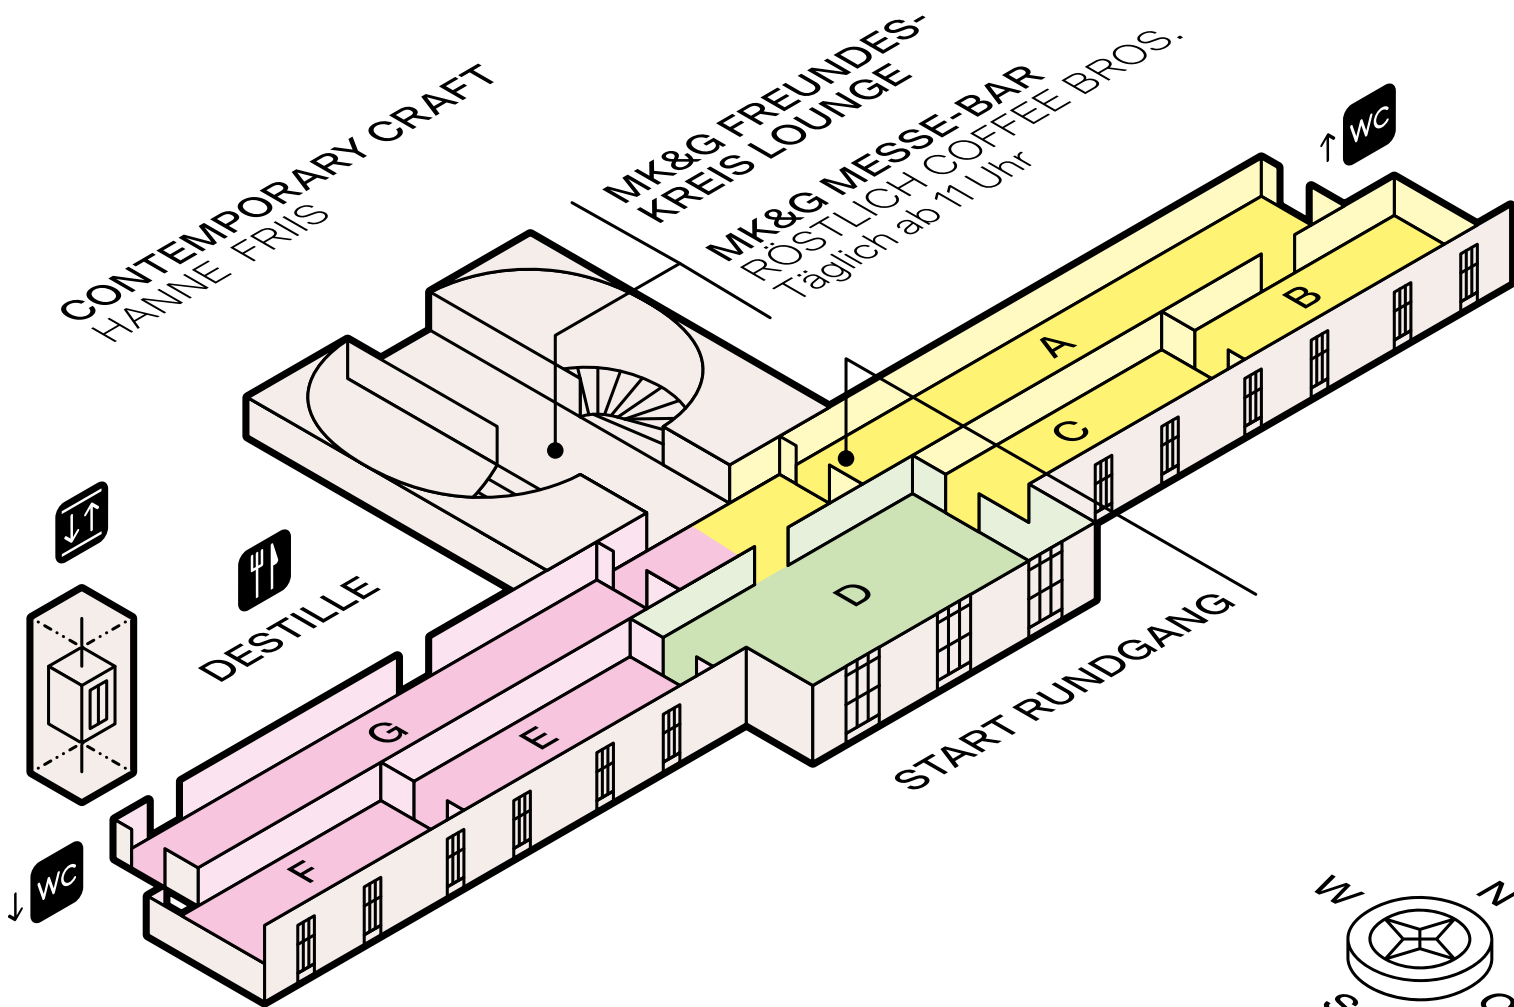 CONTEMPORARY CRAFT
HANNE FRIIS
MK&G FREUNDES-
KREIS LOUNGE
MK&G MESSE-BAR
RÖSTLICH COFFEE BROS.
Täglich ab 11 Uhr
WC
A
B
C
D
E
F
G
DESTILLE
START RUNDGANG
WC
W
N
S
O